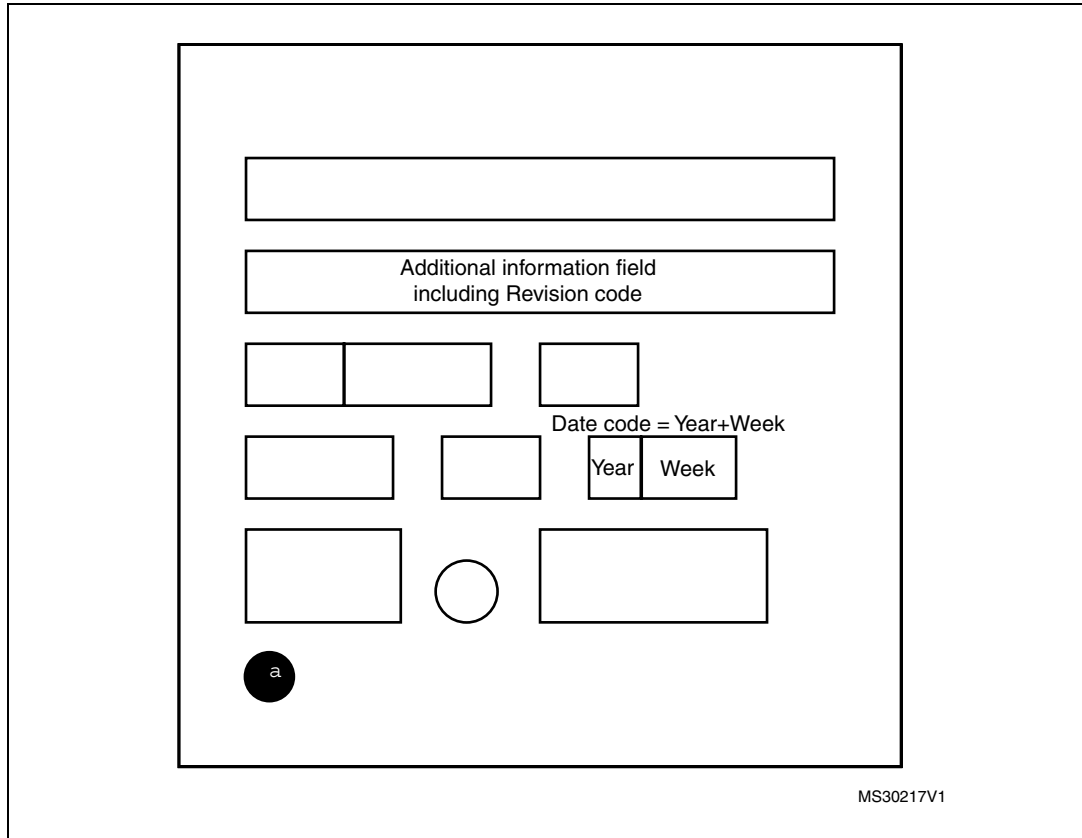 Additional information field
including Revision code
Date code = Year+Week
Year Week
a
MS30217V1